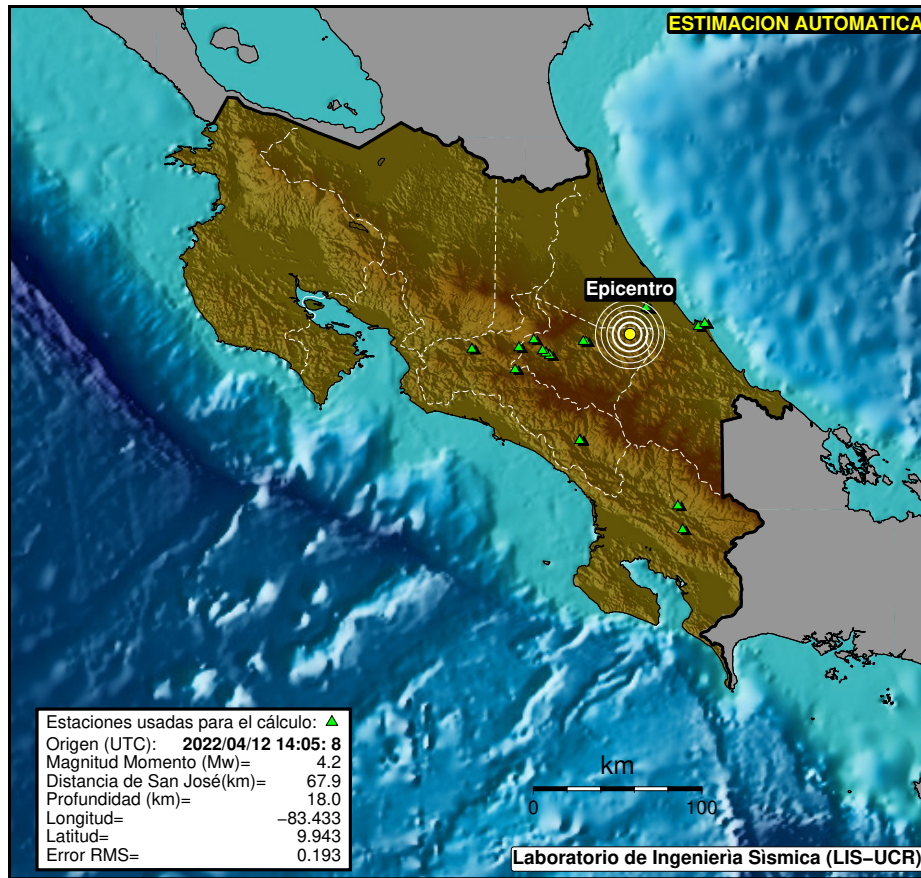 ESTIMACION AUTOMATICA
Epicentro
Estaciones usadas para el cálculo:
Origen (UTC): 2022/04/12 14:05: 8
Magnitud Momento (Mw)= 4.2
Distancia de San José(km)= 67.9
Profundidad (km)= 18.0
Longitud= −83.433
Latitud= 9.943
Error RMS= 0.193
km
0 100
Laboratorio de Ingenierìa Sìsmica (LIS−UCR)